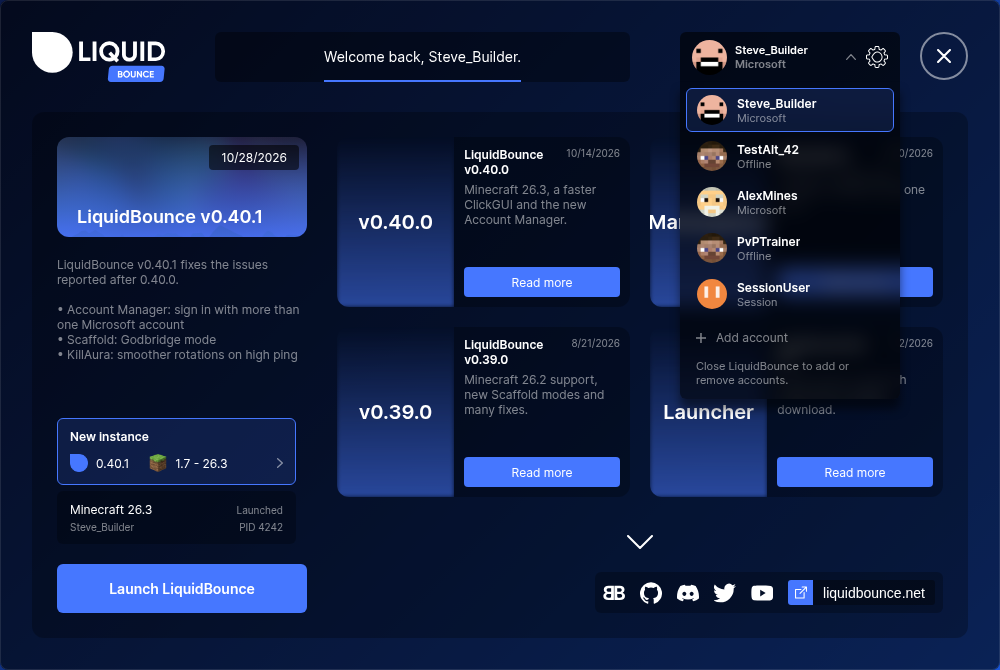 LIQUID
BOUNCE
Welcome back, Steve_Builder.
Steve_Builder
Microsoft
Steve_Builder
Microsoft
TestAlt_42
Offline
AlexMines
Microsoft
PvPTrainer
Offline
SessionUser
Session
Add account
Close LiquidBounce to add or
remove accounts.
10/28/2026
LiquidBounce v0.40.1
LiquidBounce v0.40.1 fixes the issues
reported after 0.40.0.
• Account Manager: sign in with more than
one Microsoft account
• Scaffold: Godbridge mode
• KillAura: smoother rotations on high ping
New instance
0.40.1
1.7 - 26.3
Minecraft 26.3
Launched
Steve_Builder
PID 4242
Launch LiquidBounce
v0.40.0
LiquidBounce
v0.40.0
10/14/2026
Minecraft 26.3, a faster
ClickGUI and the new
Account Manager.
Read more
one
v0.39.0
LiquidBounce
v0.39.0
8/21/2026
Minecraft 26.2 support,
new Scaffold modes and
many fixes.
Read more
Launcher
download.
Read more
liquidbounce.net